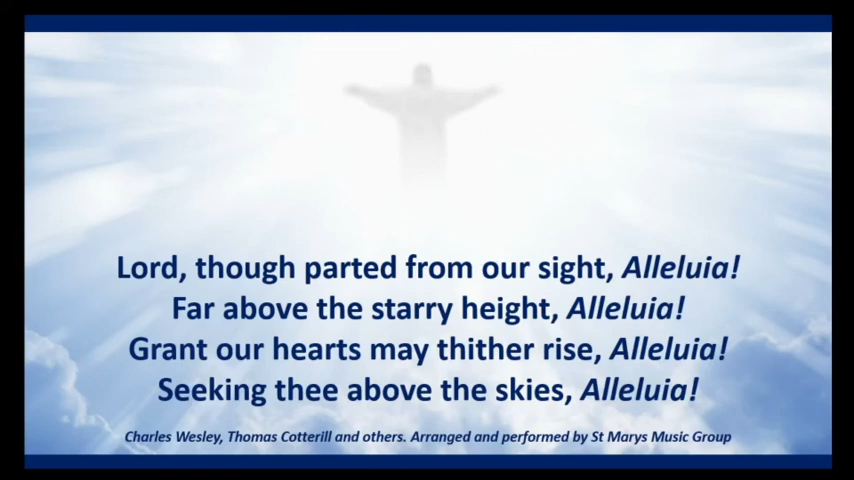 Lord, though parted from our sight, Alleluia!
Far above the starry height, Alleluia!
Grant our hearts may thither rise, Alleluia!
Seeking thee above the skies, Alleluia!
Charles Wesley, Thomas Cotterill and others. Arranged and performed by St Marys Music Group